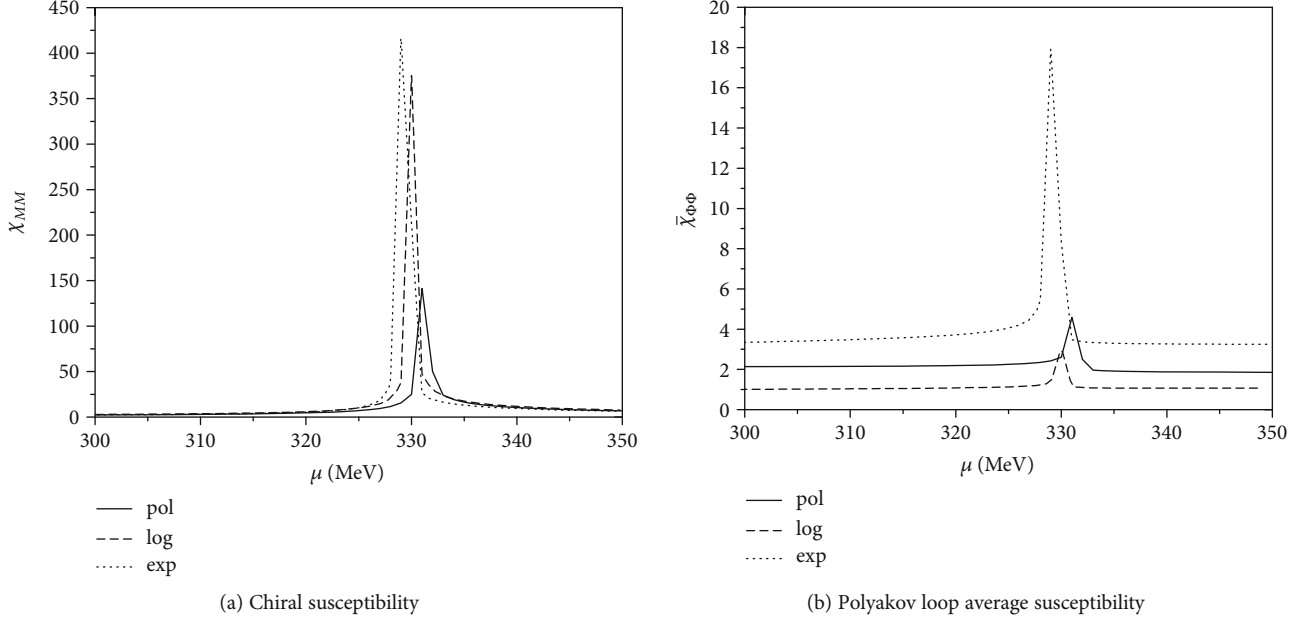 450
400
350
300
250
200
150
100
50
0
χMM
300
310
320
330
340
350
μ (MeV)
pol
log
exp
(a) Chiral susceptibility
20
18
16
14
12
10
8
6
4
2
0
χ̄ΦΦ
300
310
320
330
340
350
μ (MeV)
pol
log
exp
(b) Polyakov loop average susceptibility